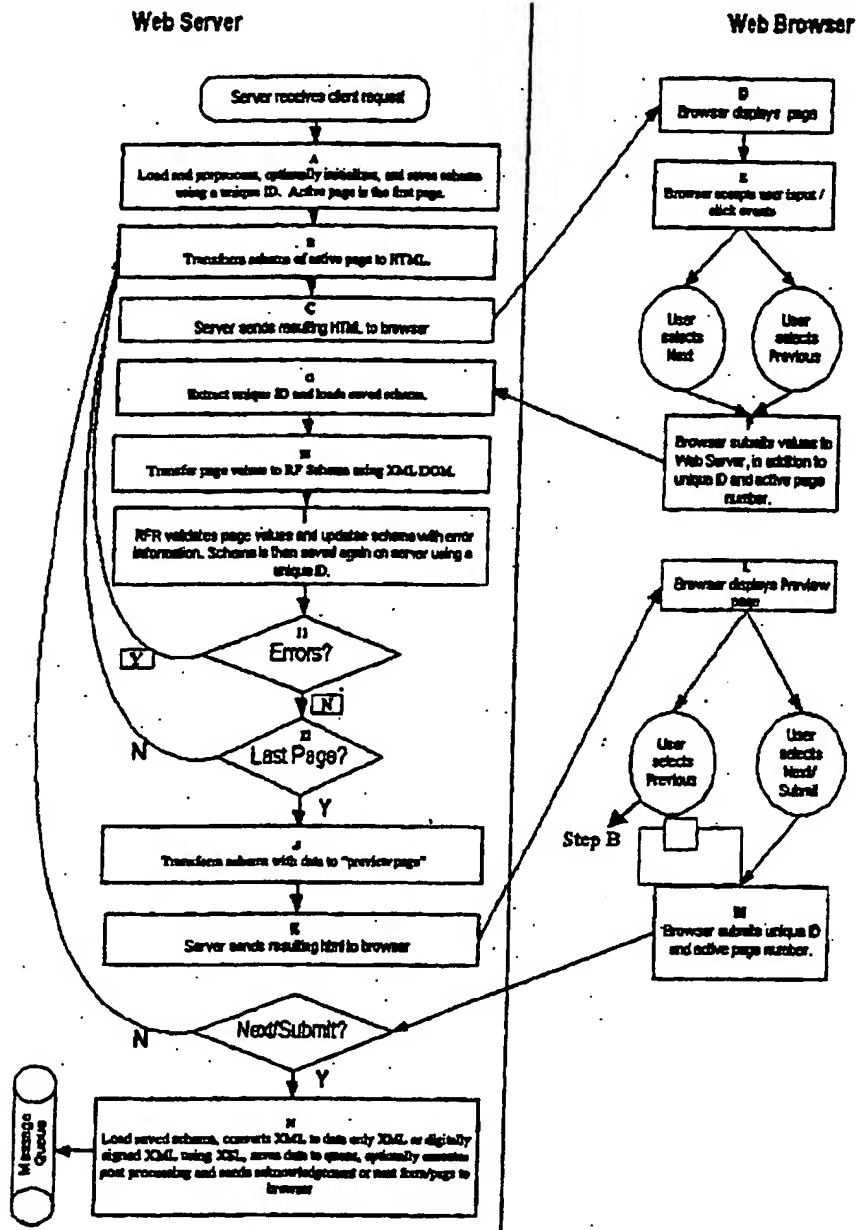 Web Server
Web Browser
Server receives client request
A
Load and preprocess, optionally initializes, and saves schema
using a unique ID. Active page is the first page.
B
Transforms schema of active page to HTML.
C
Server sends resulting HTML to browser
G
Extract unique ID and loads saved schema.
H
Transfer page values to RF Schema using XML DOM.
I
RFR validates page values and updates schema with error
information. Schema is then saved again on server using a
unique ID.
I1
Errors?
Y
N
I2
Last Page?
N
Y
J
Transform schema with data to "preview page"
K
Server sends resulting html to browser
Next/Submit?
N
Y
N
Load saved schema, converts XML to data only XML or digitally
signed XML using XSL, saves data to queue, optionally executes
post processing and sends acknowledgement or next form/page to
browser
Message
Queue
D
Browser displays page
E
Browser accepts user input /
click events
User
selects
Next
User
selects
Previous
F
Browser submits values to
Web Server, in addition to
unique ID and active page
number.
L
Browser displays Preview
page
User
selects
Previous
User
selects
Next/
Submit
Step B
M
Browser submits unique ID
and active page number.